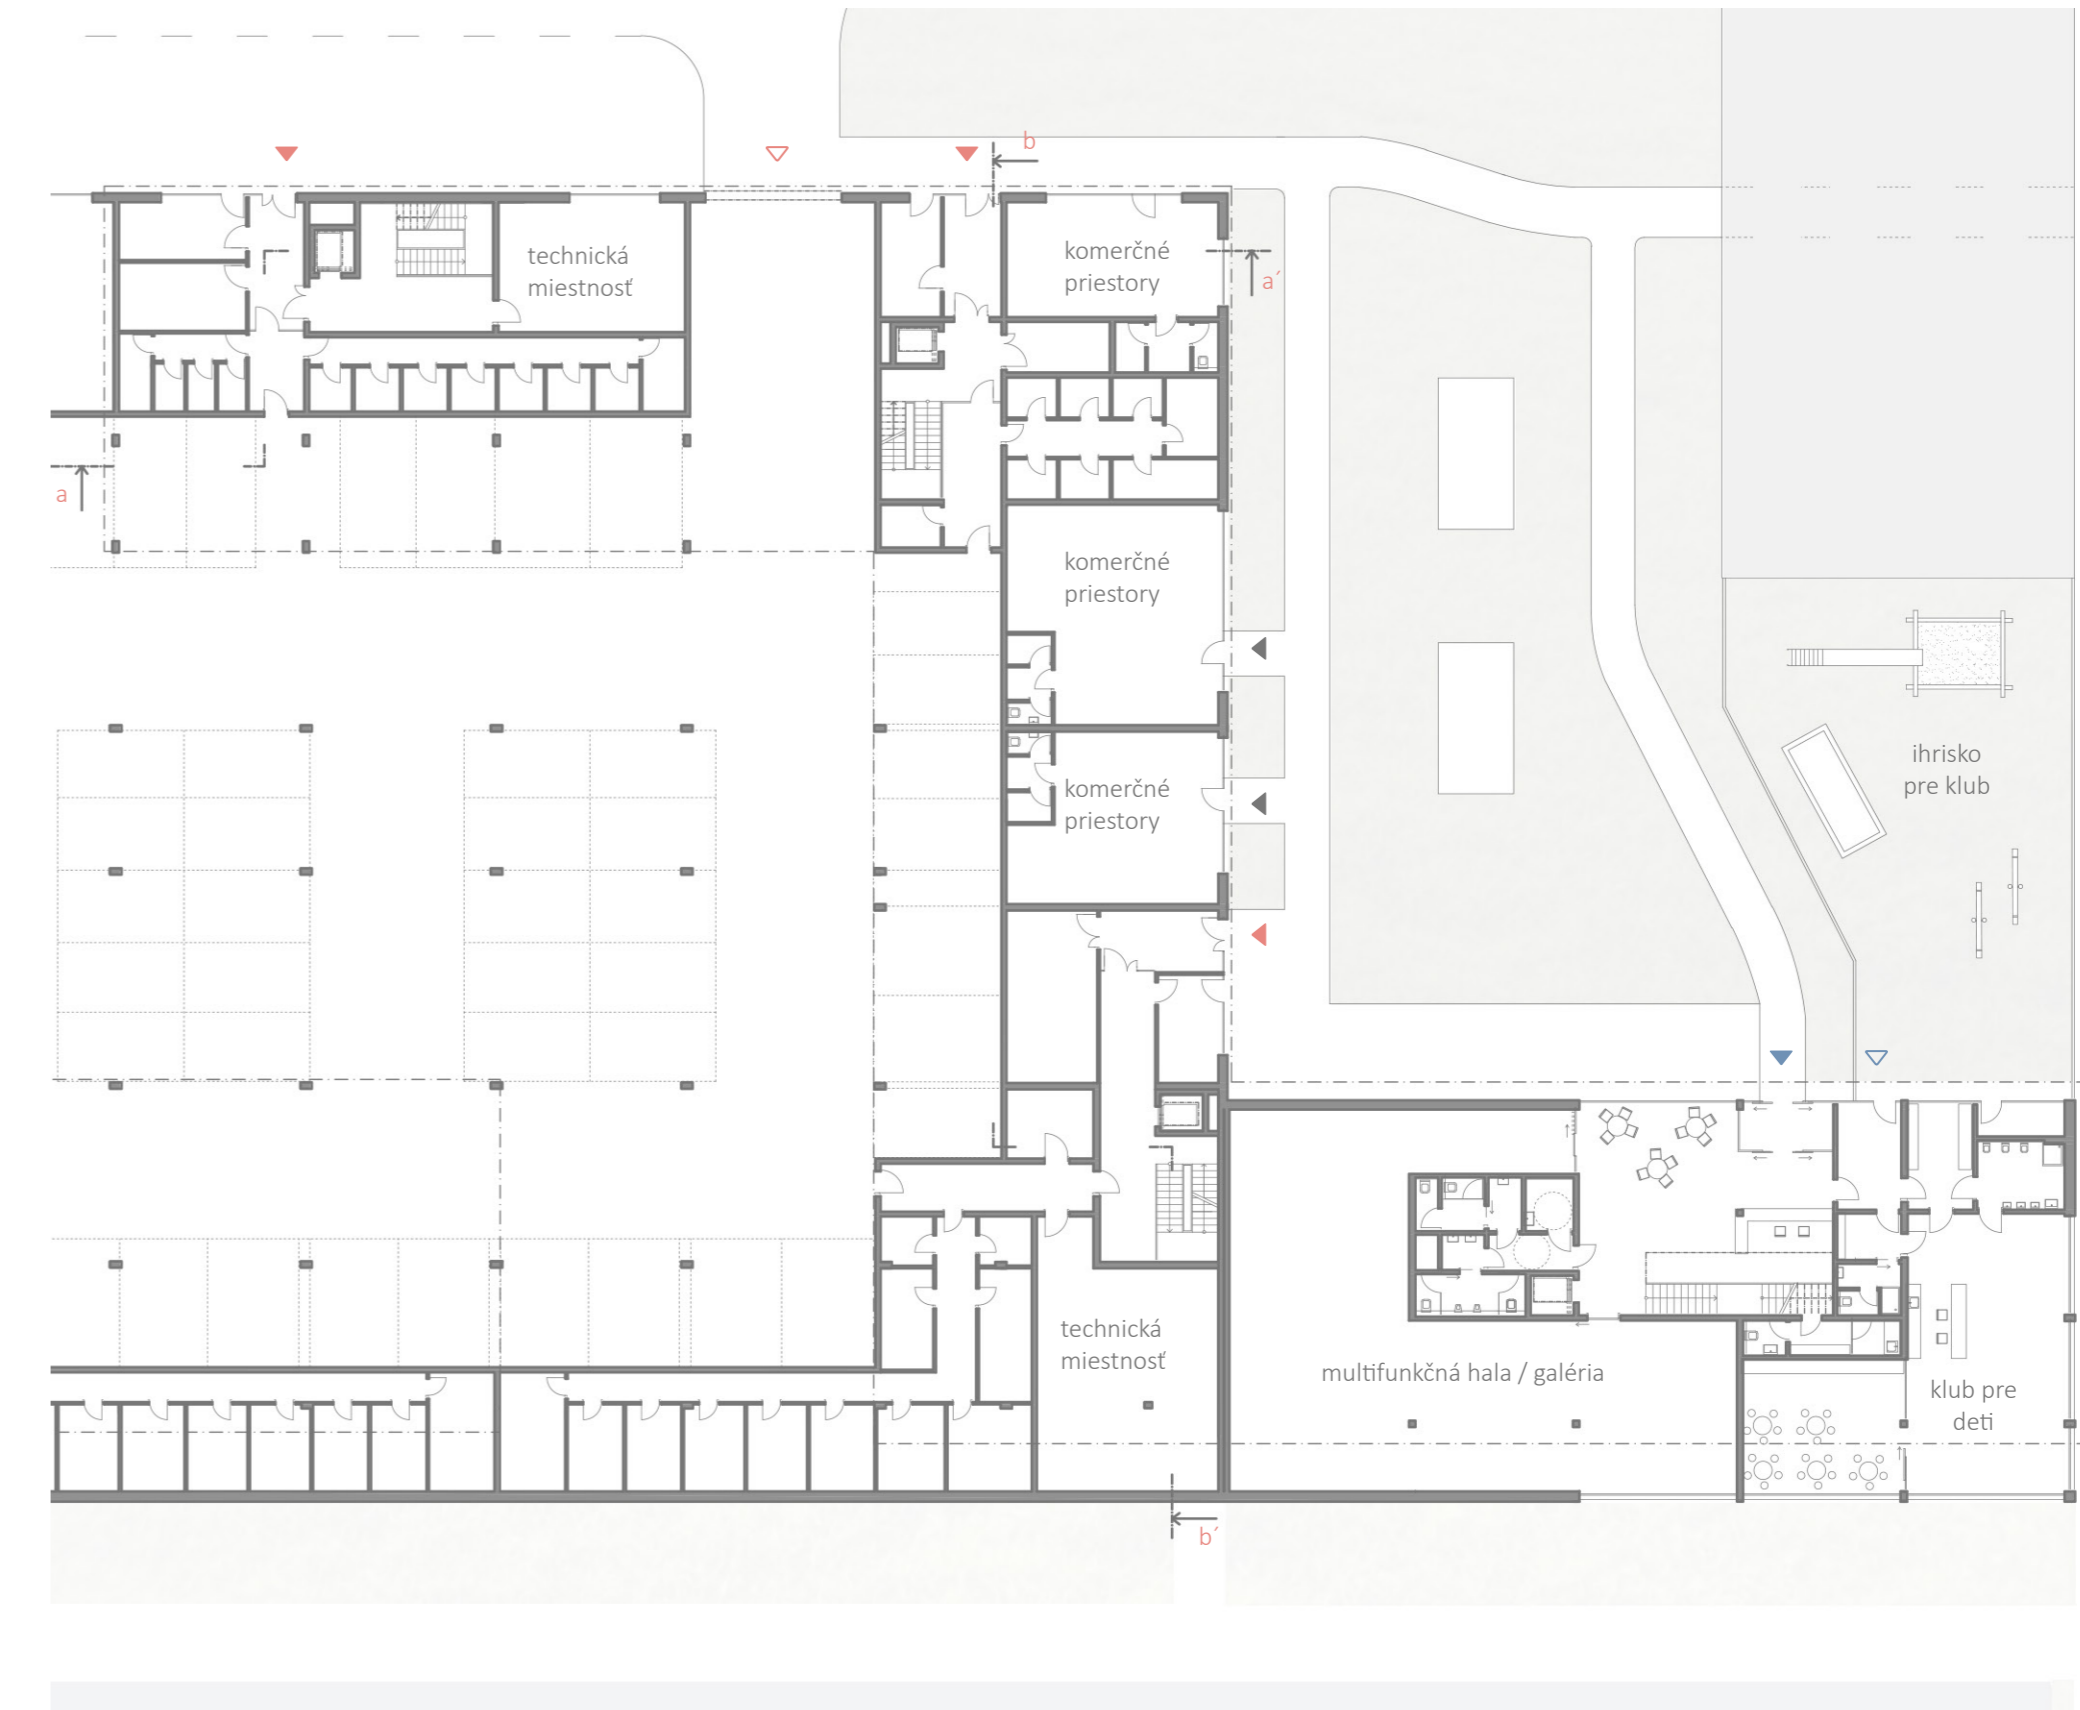 b
technická
miestnosť
komerčné
priestory
a´
a
komerčné
priestory
ihrisko
pre klub
komerčné
priestory
technická
miestnosť
multifunkčná hala / galéria
klub pre
deti
b´